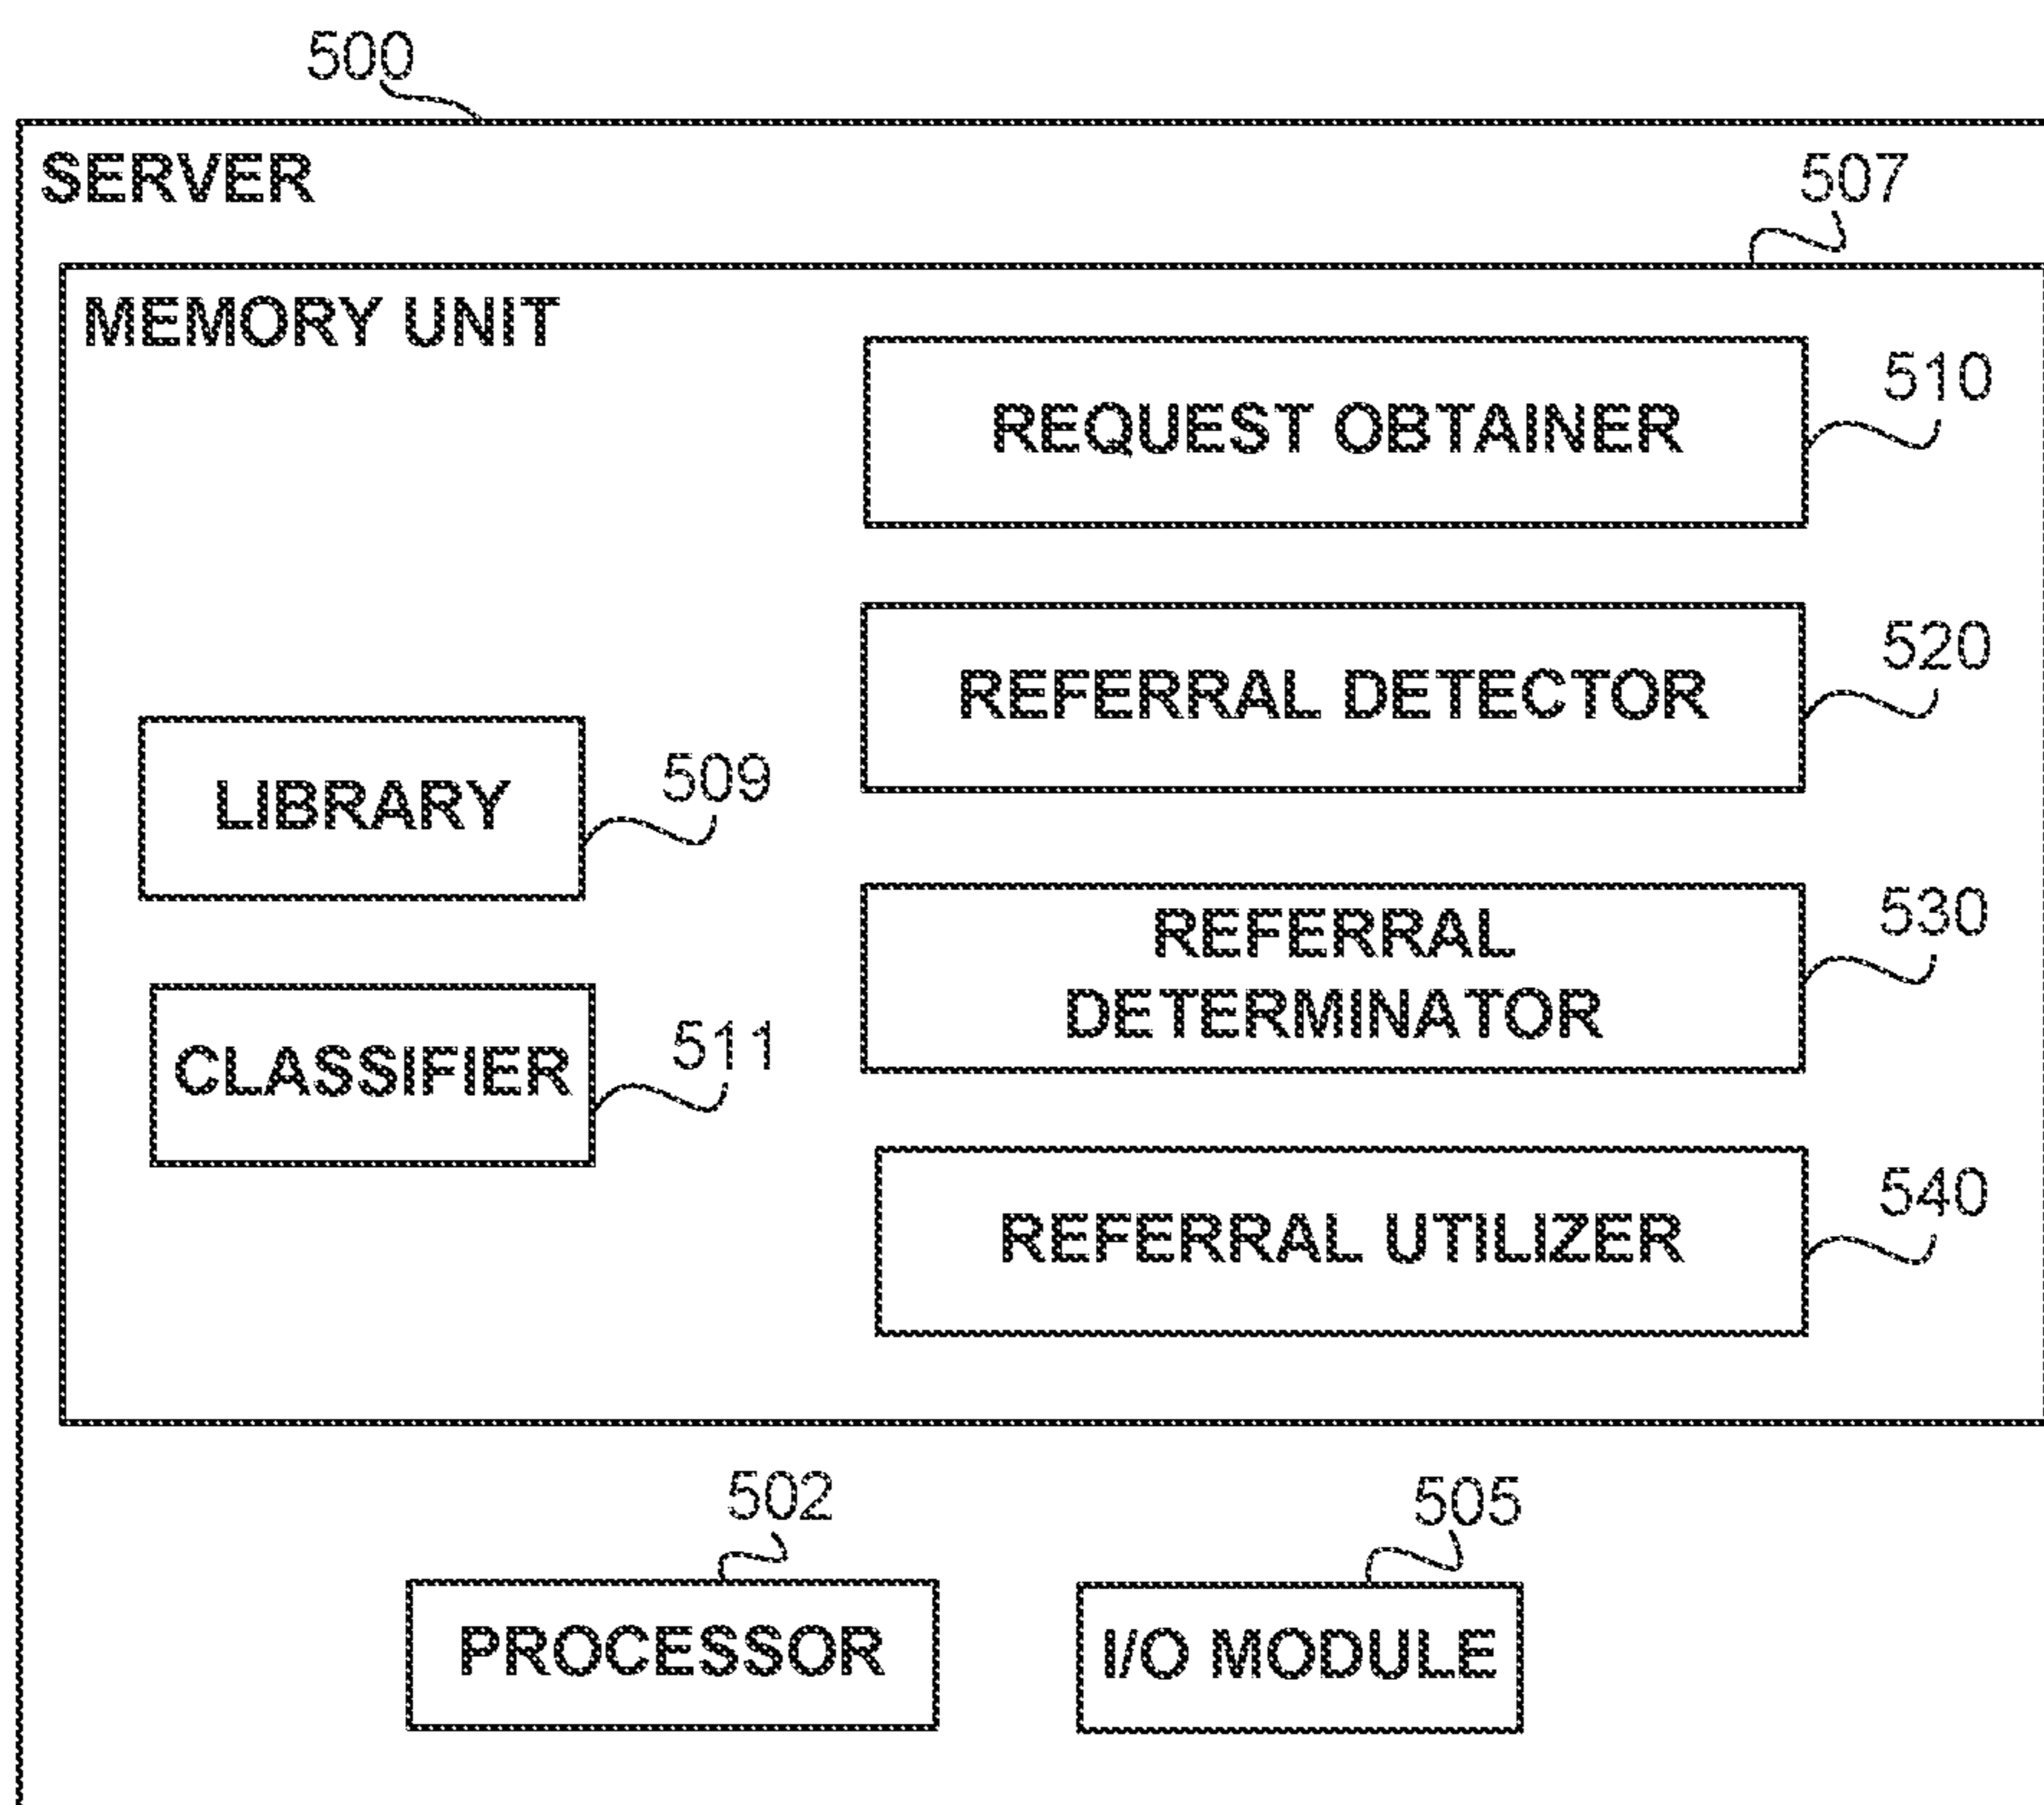 500
SERVER
507
MEMORY UNIT
REQUEST OBTAINER
510
REFERRAL DETECTOR
520
LIBRARY
509
REFERRAL
DETERMINATOR
530
CLASSIFIER
511
REFERRAL UTILIZER
540
502
505
PROCESSOR
I/O MODULE